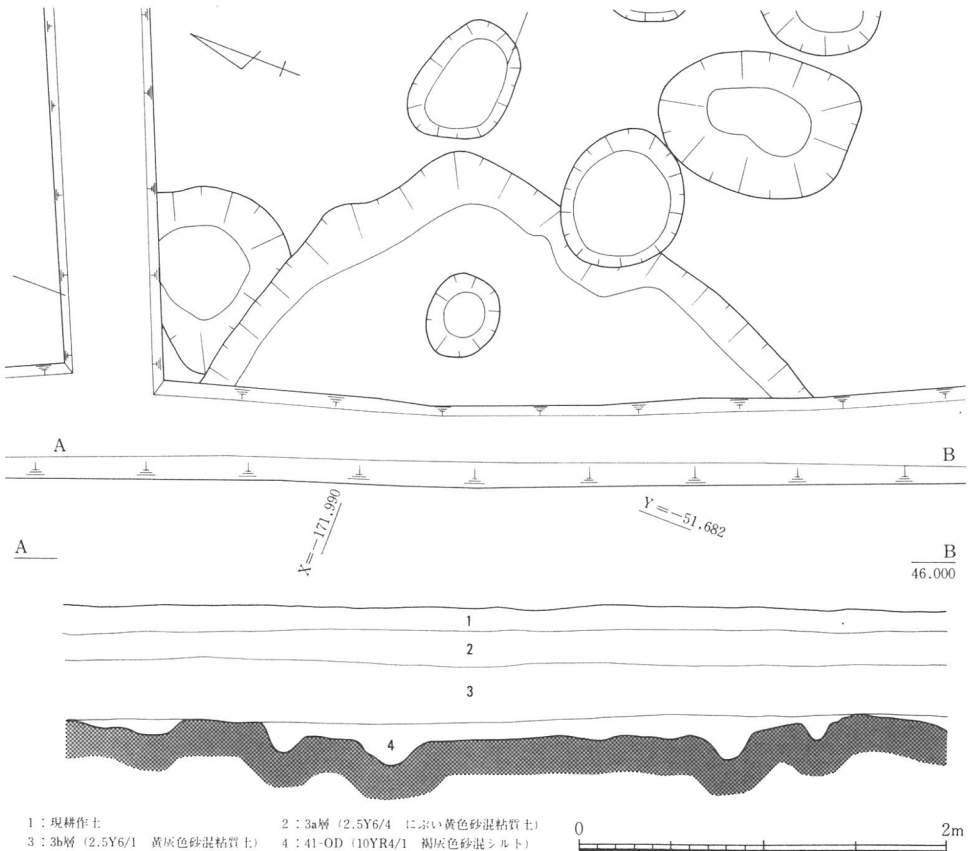 A B
X=-171.990
Y=-51.682
A B
46.000
1
2
3
4
1：現耕作土 2：3a層（2.5Y6/4 にぶい黄色砂混粘質土）
3：3b層（2.5Y6/1 黄灰色砂混粘質土） 4：41-OD（10YR4/1 褐灰色砂混シルト）
0 2m